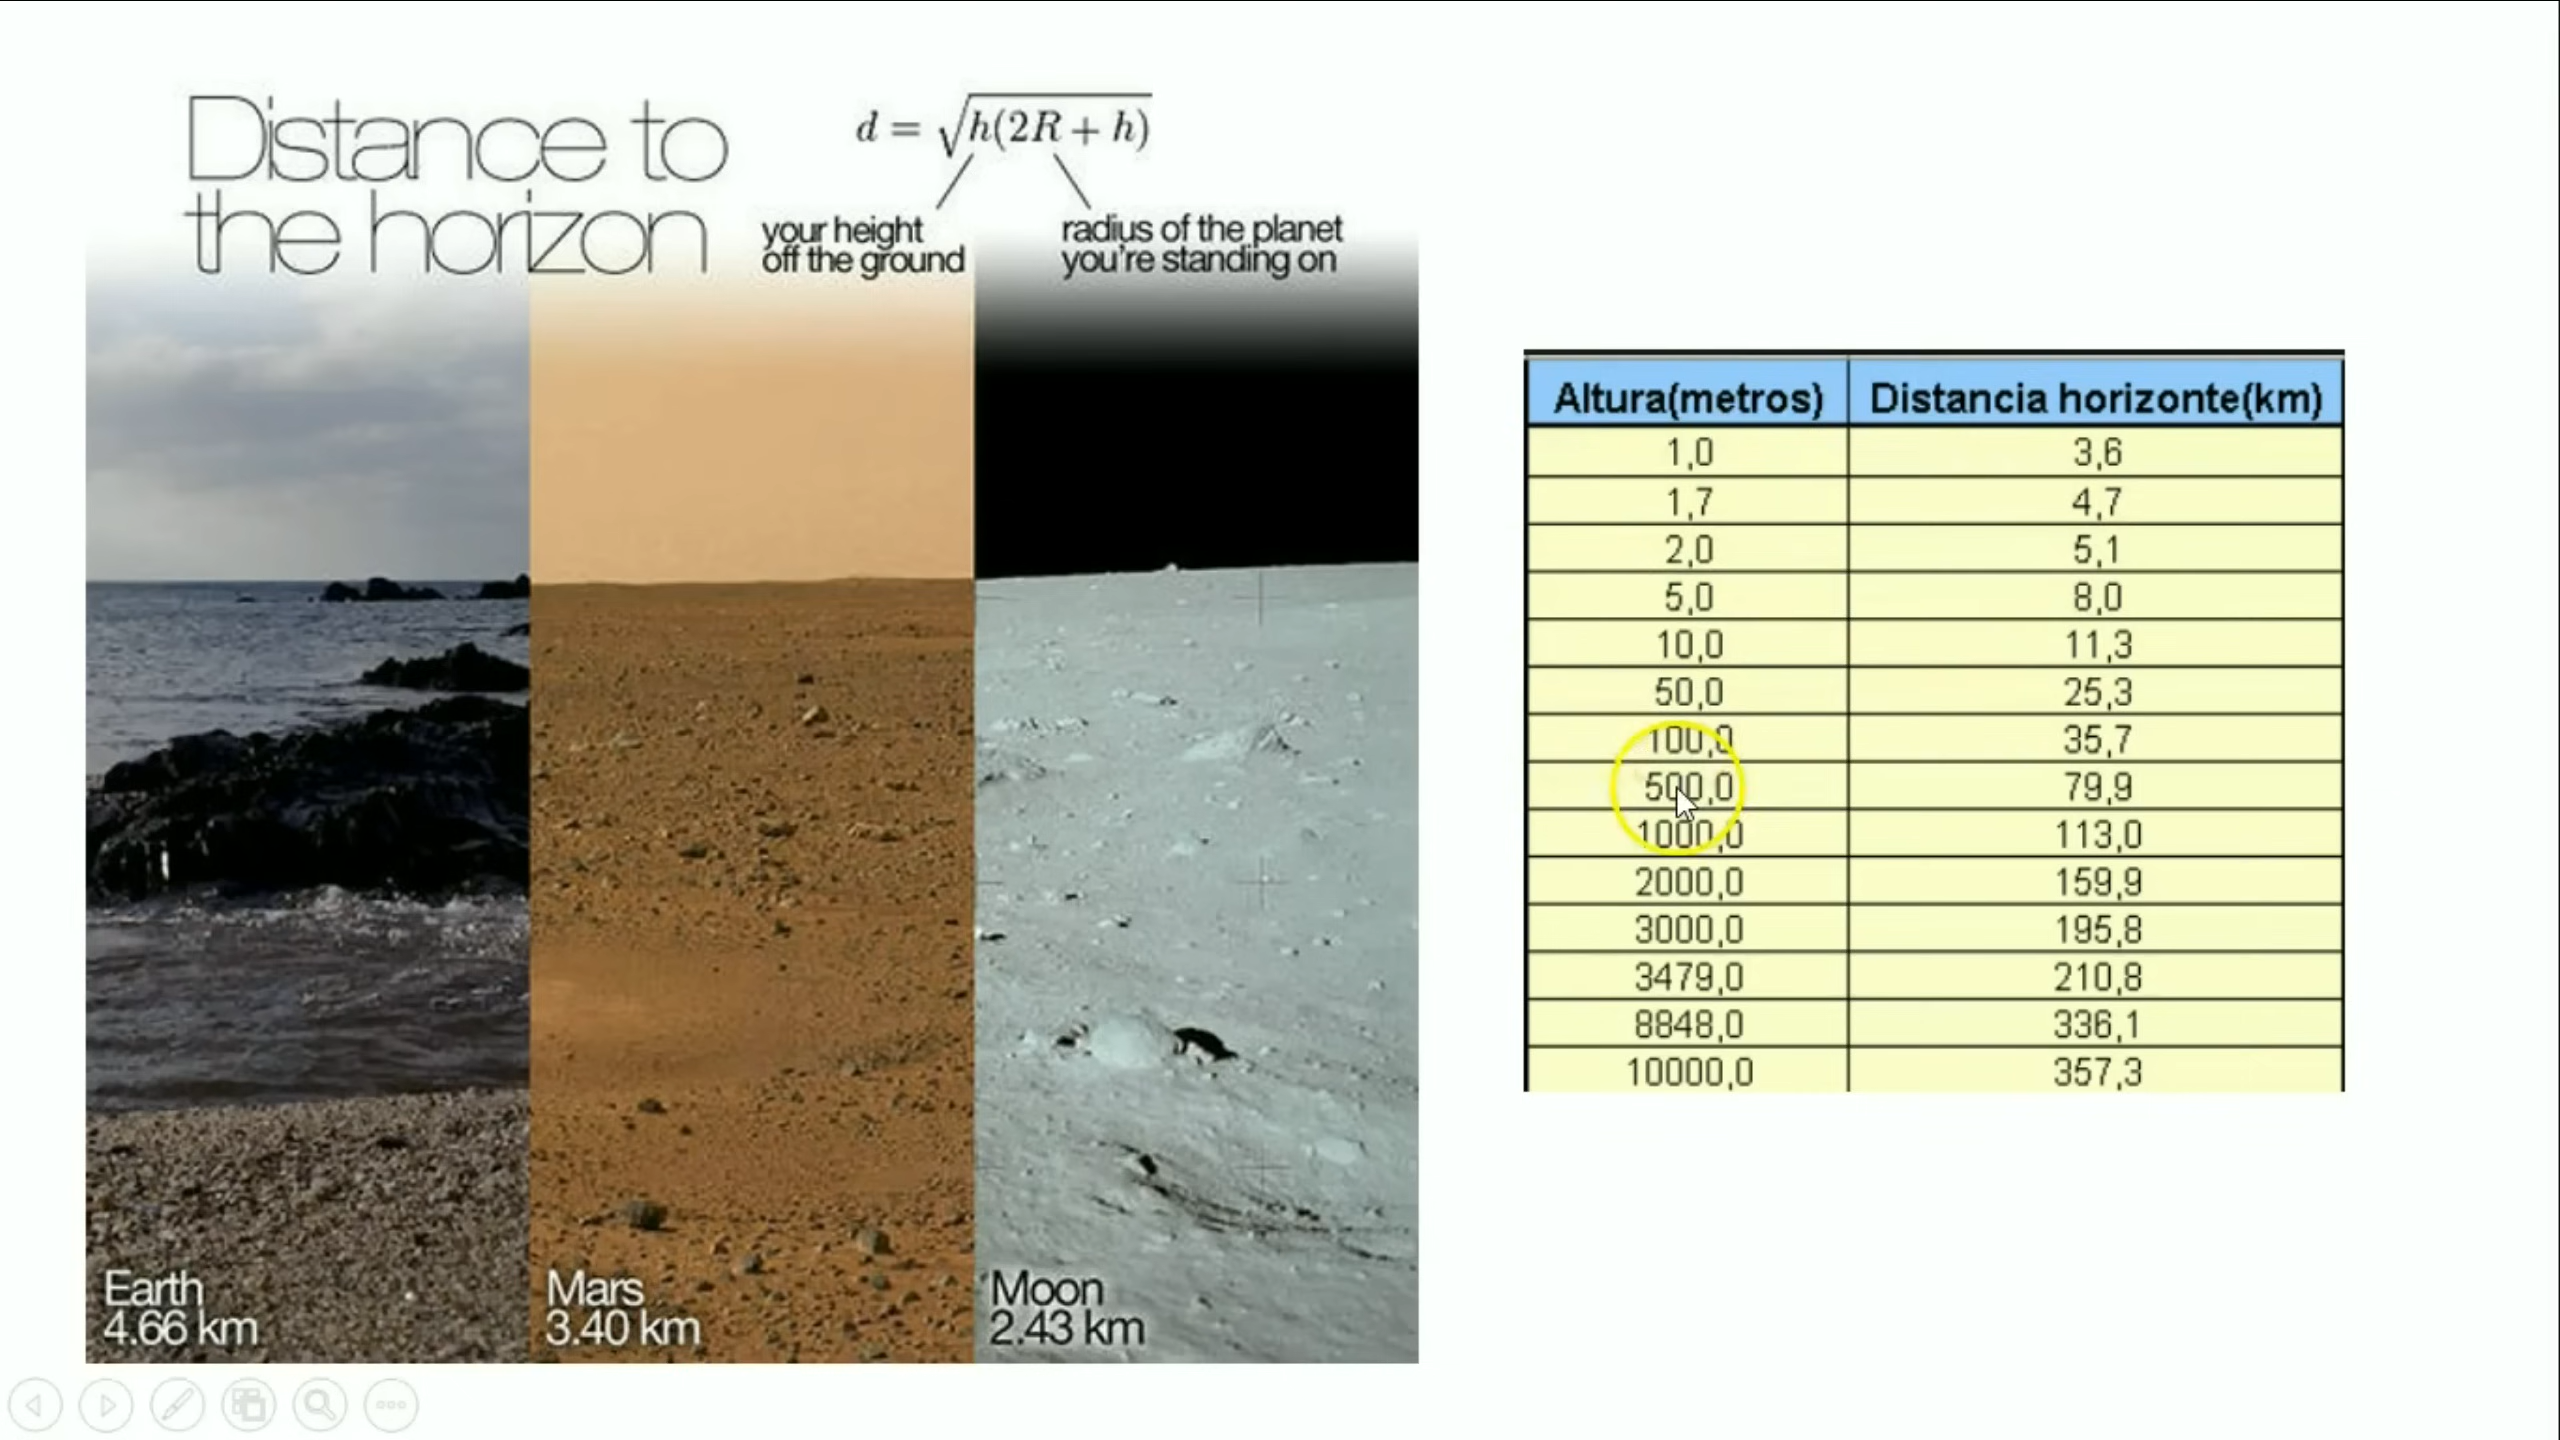 Distance to
the horizon
d = √h(2R + h)
your height
off the ground
radius of the planet
you're standing on
Earth
4.66 km
Mars
3.40 km
Moon
2.43 km
Altura(metros) Distancia horizonte(km)
1,0 3,6
1,7 4,7
2,0 5,1
5,0 8,0
10,0 11,3
50,0 25,3
100,0 35,7
500,0 79,9
1000,0 113,0
2000,0 159,9
3000,0 195,8
3479,0 210,8
8848,0 336,1
10000,0 357,3